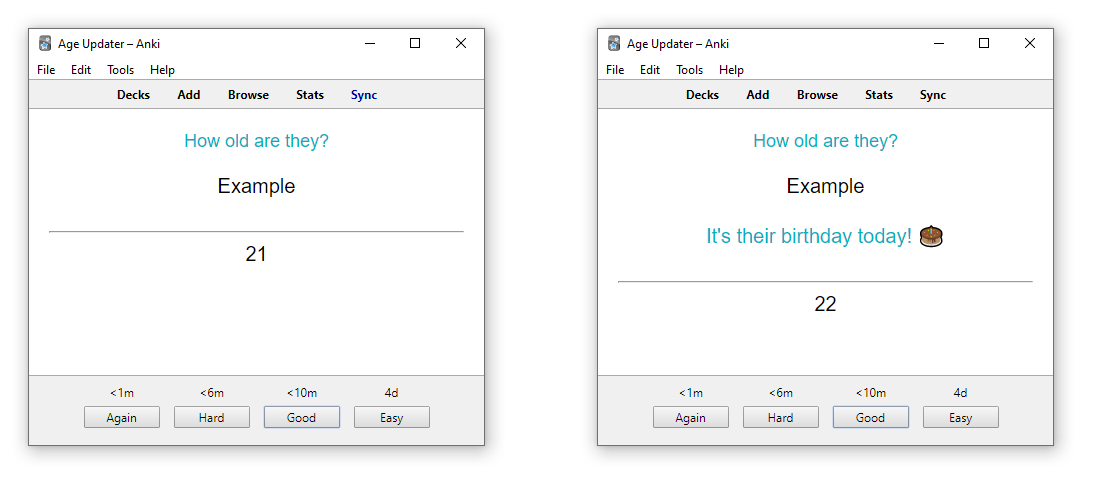 Age Updater – Anki
File Edit Tools Help
Decks Add Browse Stats Sync
How old are they?
Example
21
<1m <6m <10m 4d
Again Hard Good Easy
Age Updater – Anki
File Edit Tools Help
Decks Add Browse Stats Sync
How old are they?
Example
It's their birthday today! 🎂
22
<1m <6m <10m 4d
Again Hard Good Easy